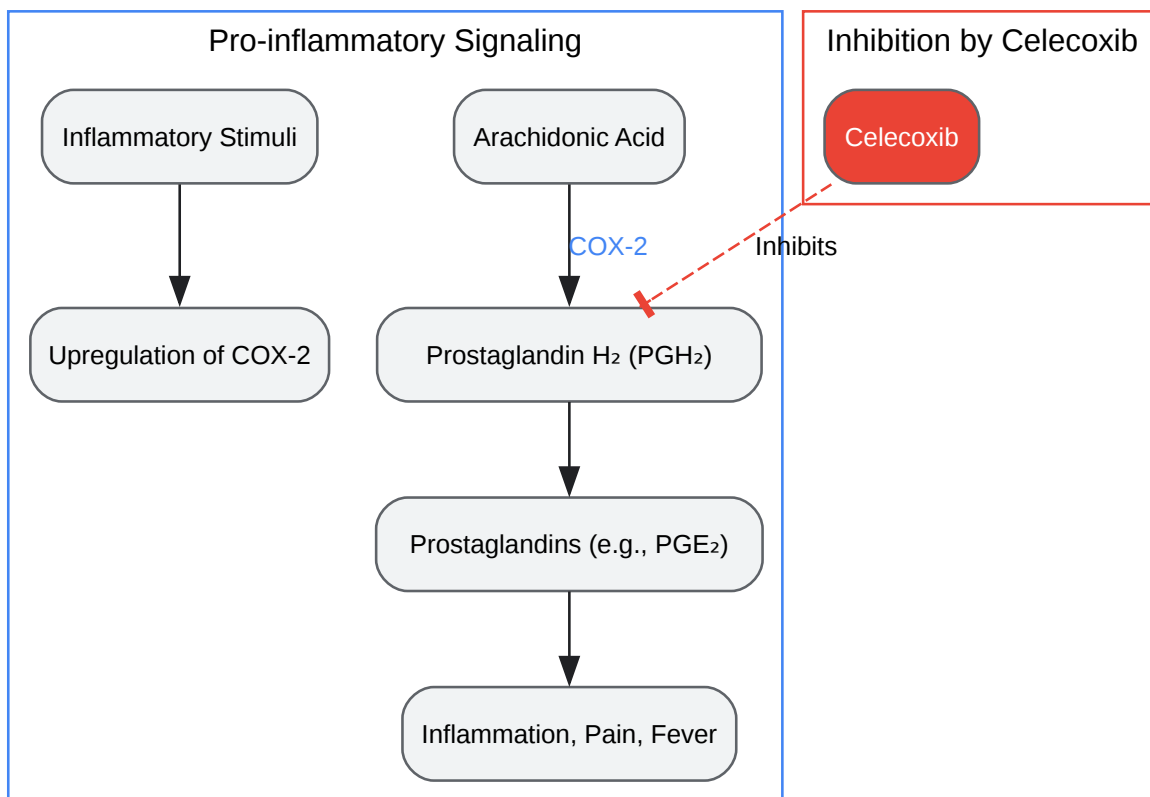 Pro-inflammatory Signaling
Inhibition by Celecoxib
Inflammatory Stimuli
Arachidonic Acid
Celecoxib
COX-2
Inhibits
Upregulation of COX-2
Prostaglandin H₂ (PGH₂)
Prostaglandins (e.g., PGE₂)
Inflammation, Pain, Fever